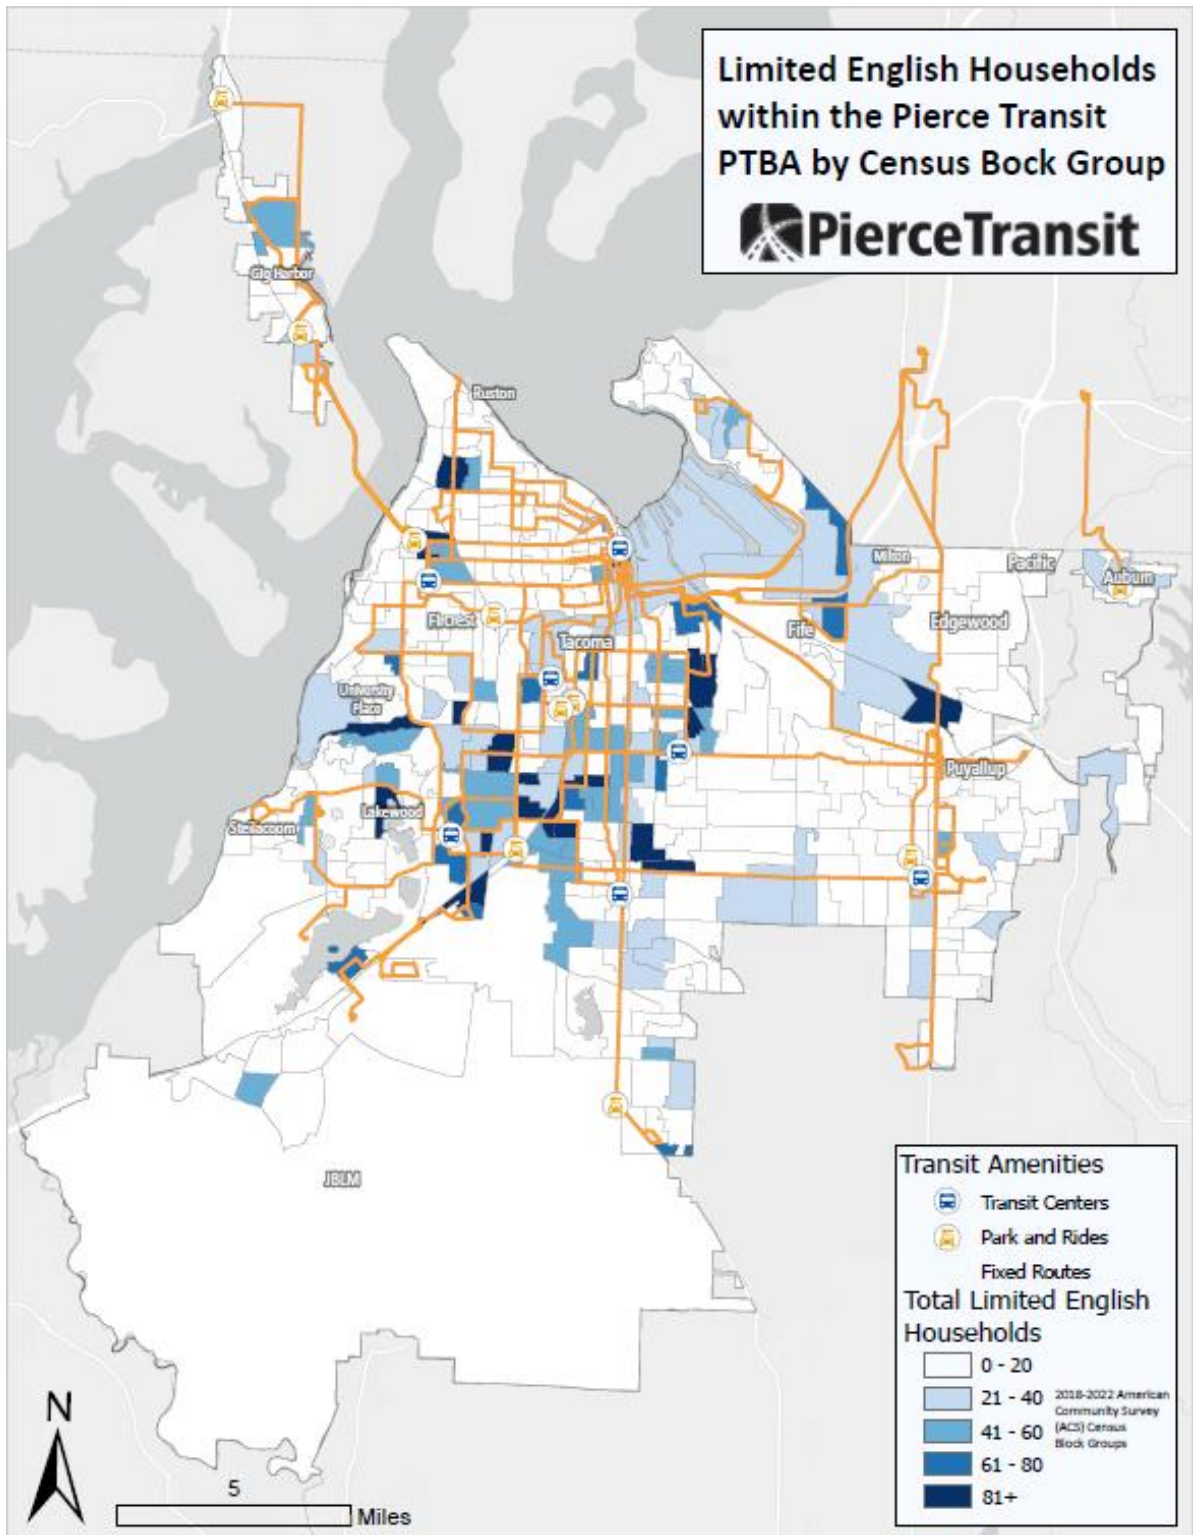 Limited English Households
within the Pierce Transit
PTBA by Census Bock Group
PierceTransit
Gig Harbor
Ruston
Milton
Pacific
Auburn
Fircrest
Tacoma
Fife
Edgewood
University
Place
Puyallup
Lakewood
Steilacoom
JBLM
Transit Amenities
Transit Centers
Park and Rides
Fixed Routes
Total Limited English
Households
0 - 20
21 - 40
41 - 60
61 - 80
81+
2018-2022 American
Community Survey
(ACS) Census
Block Groups
N
5
Miles